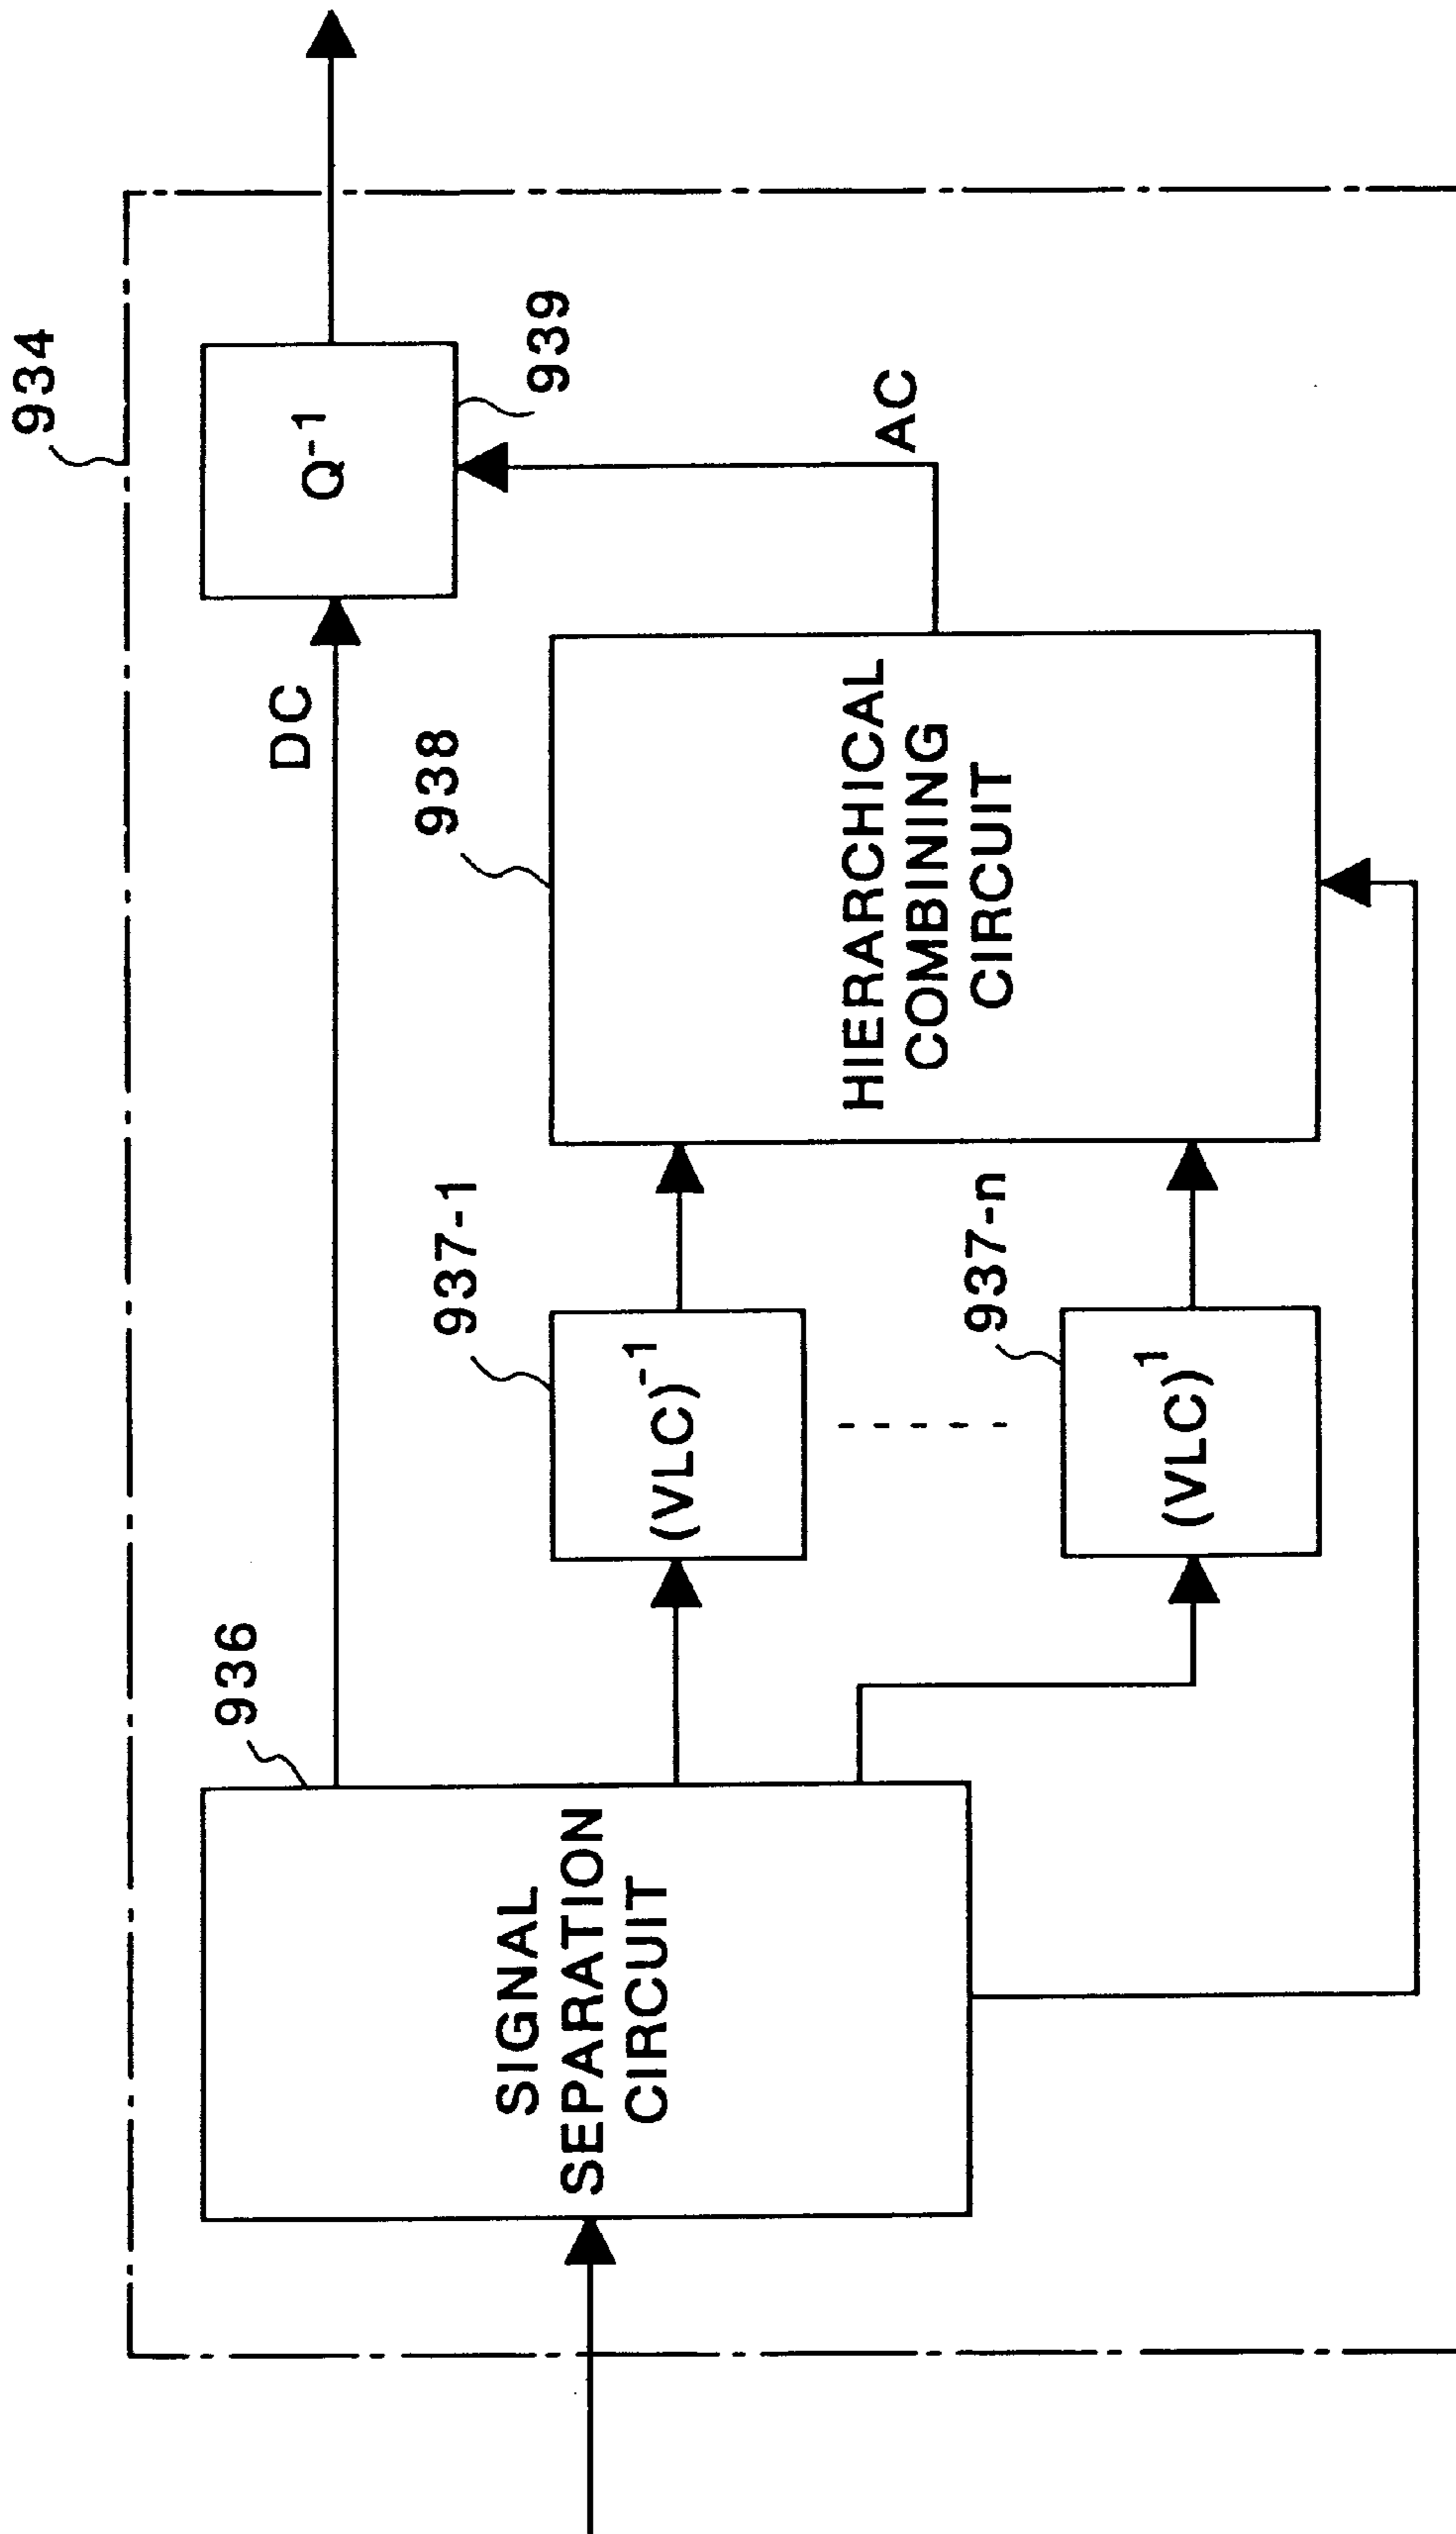 934
936
SIGNAL
SEPARATION
CIRCUIT
DC
937-1
(VLC)⁻¹
937-n
(VLC)¹
938
HIERARCHICAL
COMBINING
CIRCUIT
AC
Q⁻¹
939